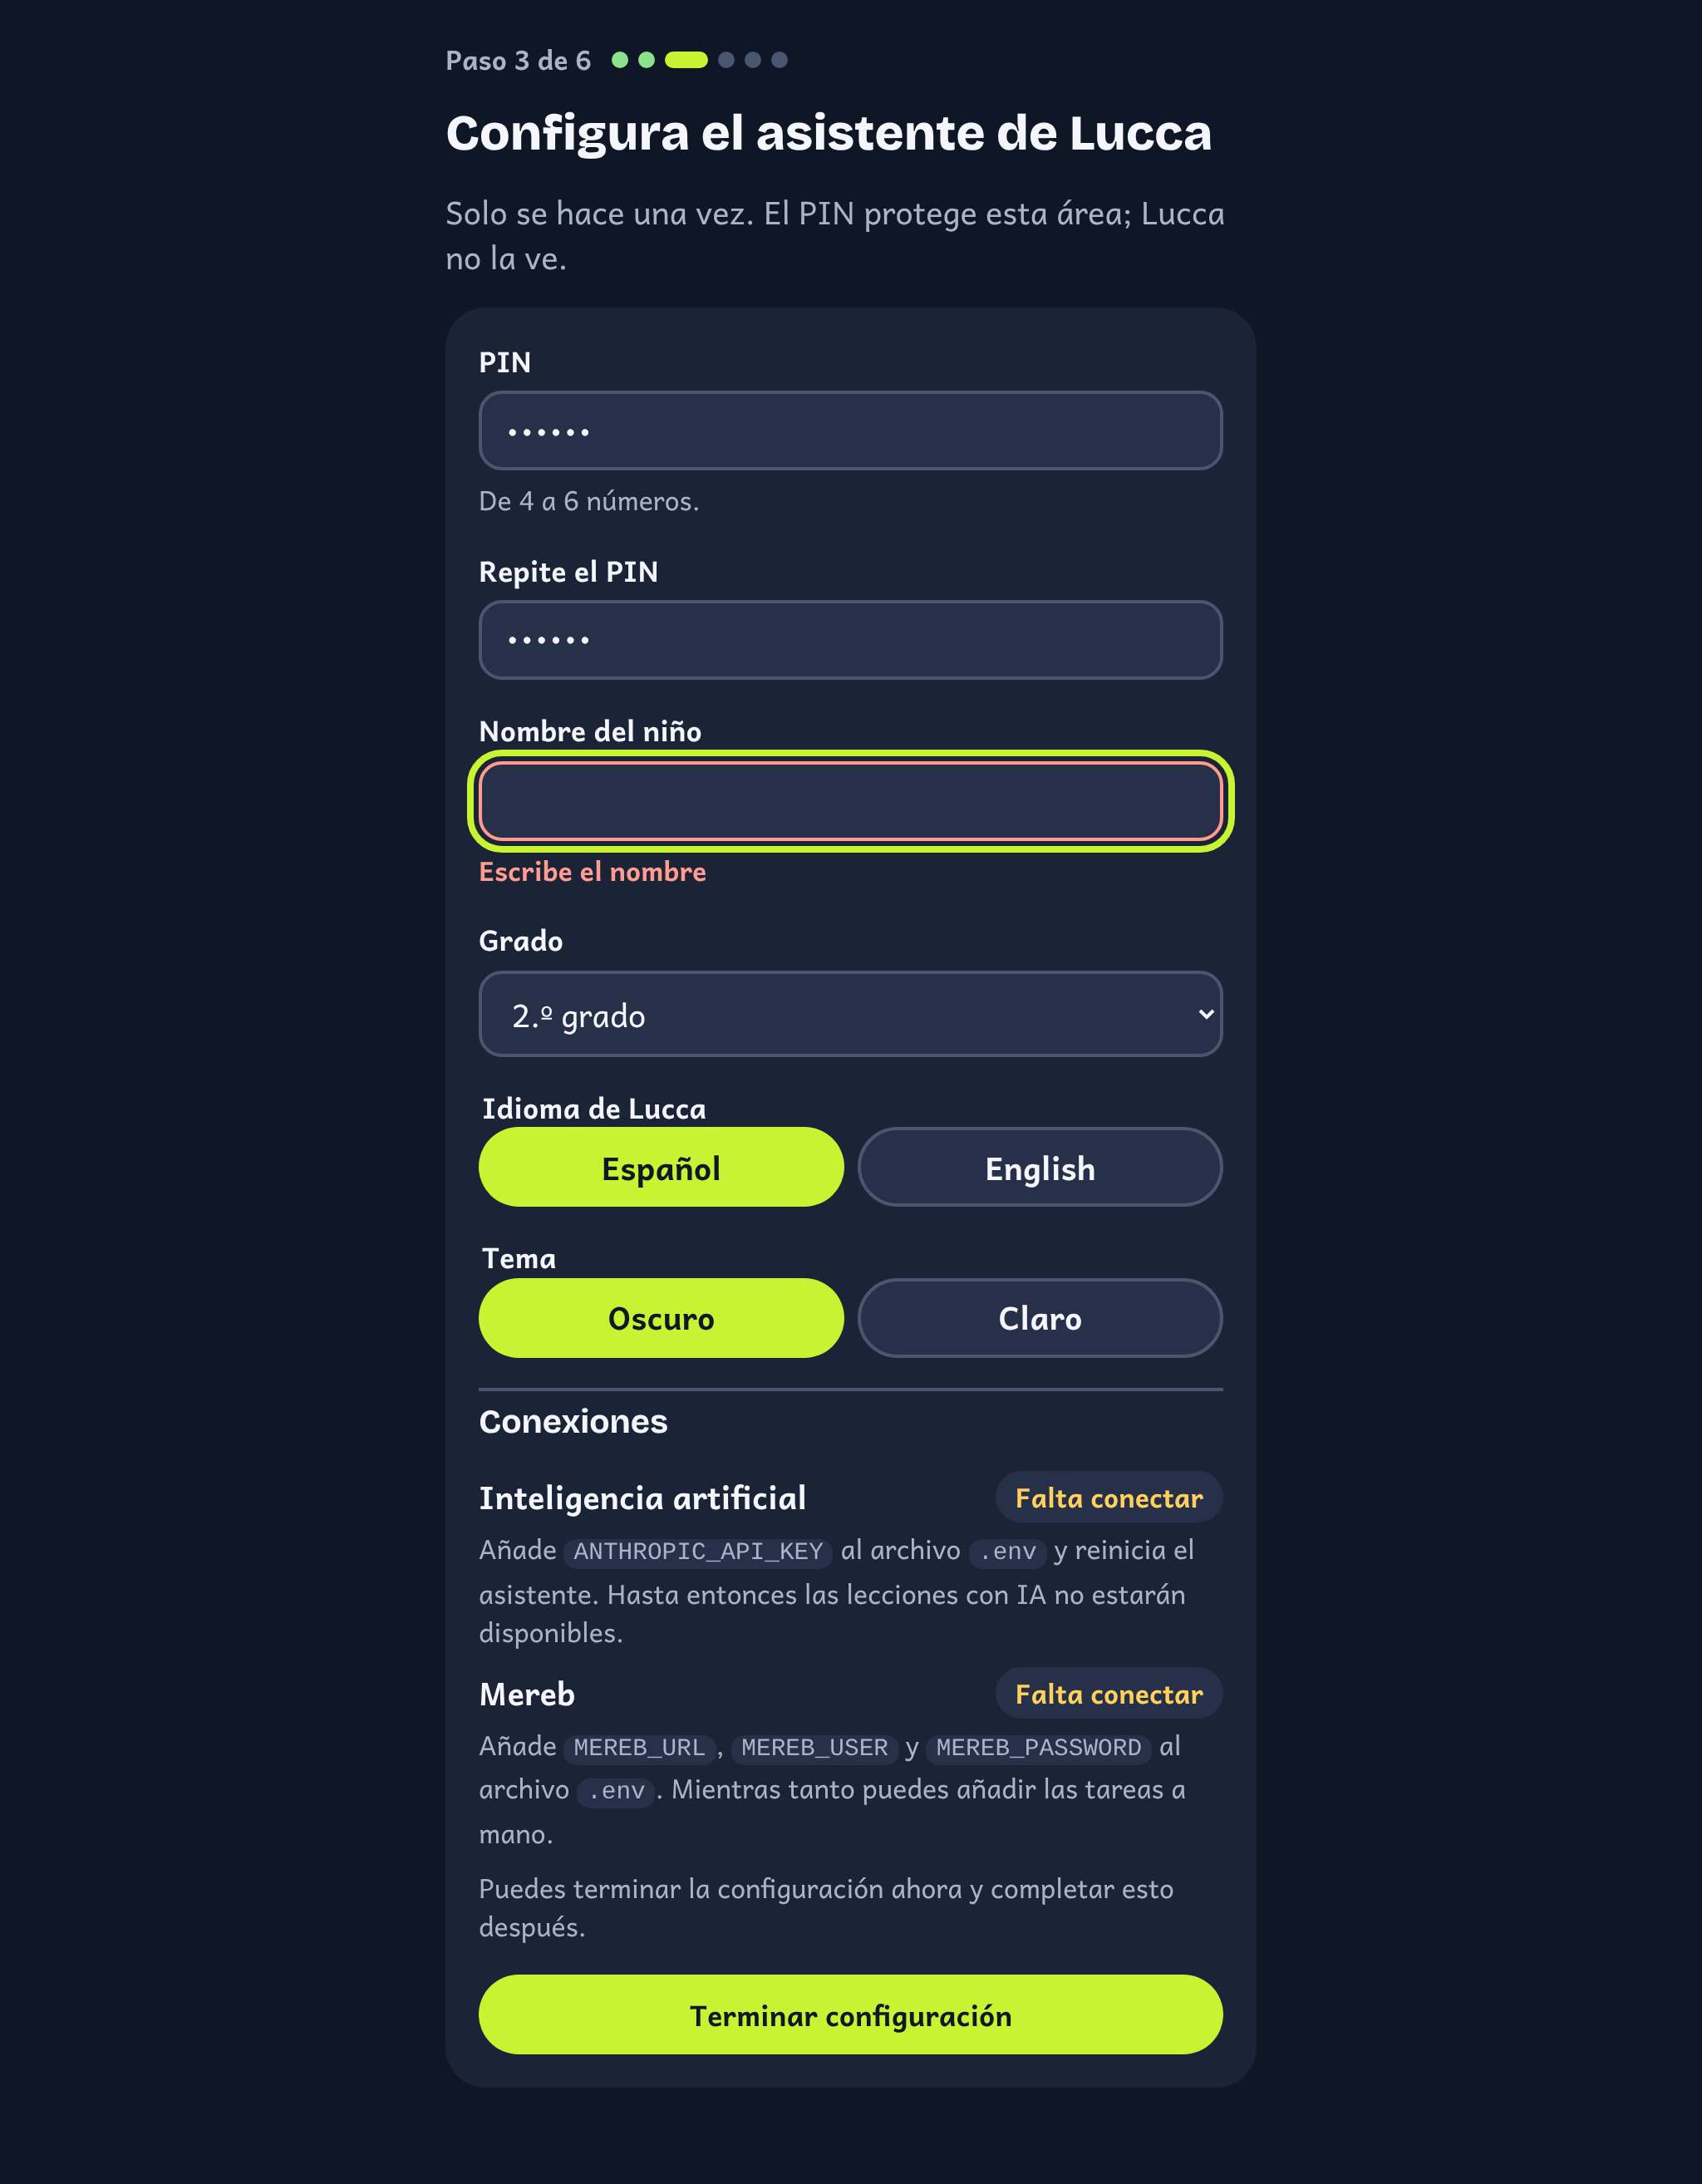 Paso 3 de 6
Configura el asistente de Lucca
Solo se hace una vez. El PIN protege esta área; Lucca
no la ve.
PIN
••••••
De 4 a 6 números.
Repite el PIN
••••••
Nombre del niño
Escribe el nombre
Grado
2.º grado
Idioma de Lucca
Español English
Tema
Oscuro Claro
Conexiones
Inteligencia artificial Falta conectar
Añade ANTHROPIC_API_KEY al archivo .env y reinicia el
asistente. Hasta entonces las lecciones con IA no estarán
disponibles.
Mereb Falta conectar
Añade MEREB_URL, MEREB_USER y MEREB_PASSWORD al
archivo .env. Mientras tanto puedes añadir las tareas a
mano.
Puedes terminar la configuración ahora y completar esto
después.
Terminar configuración